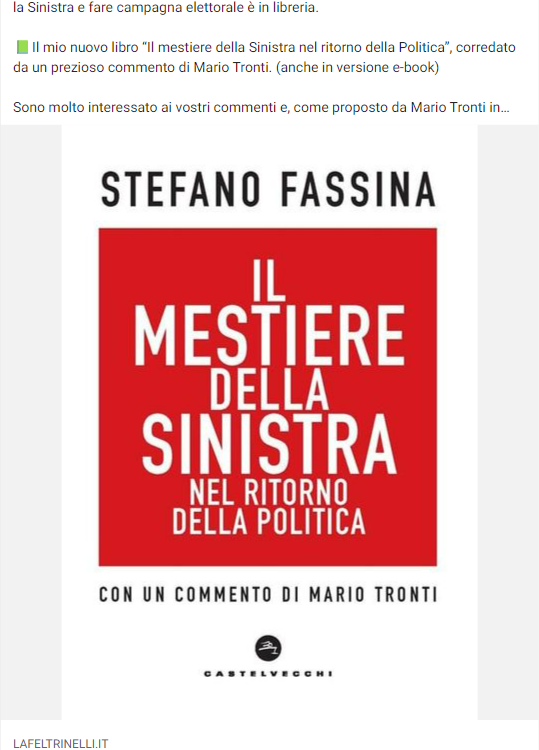 la Sinistra e fare campagna elettorale è in libreria.
📗Il mio nuovo libro “Il mestiere della Sinistra nel ritorno della Politica”, corredato
da un prezioso commento di Mario Tronti. (anche in versione e-book)
Sono molto interessato ai vostri commenti e, come proposto da Mario Tronti in…
STEFANO FASSINA
IL
MESTIERE
DELLA
SINISTRA
NEL RITORNO
DELLA POLITICA
CON UN COMMENTO DI MARIO TRONTI
CASTELVECCHI
LAFELTRINELLI.IT